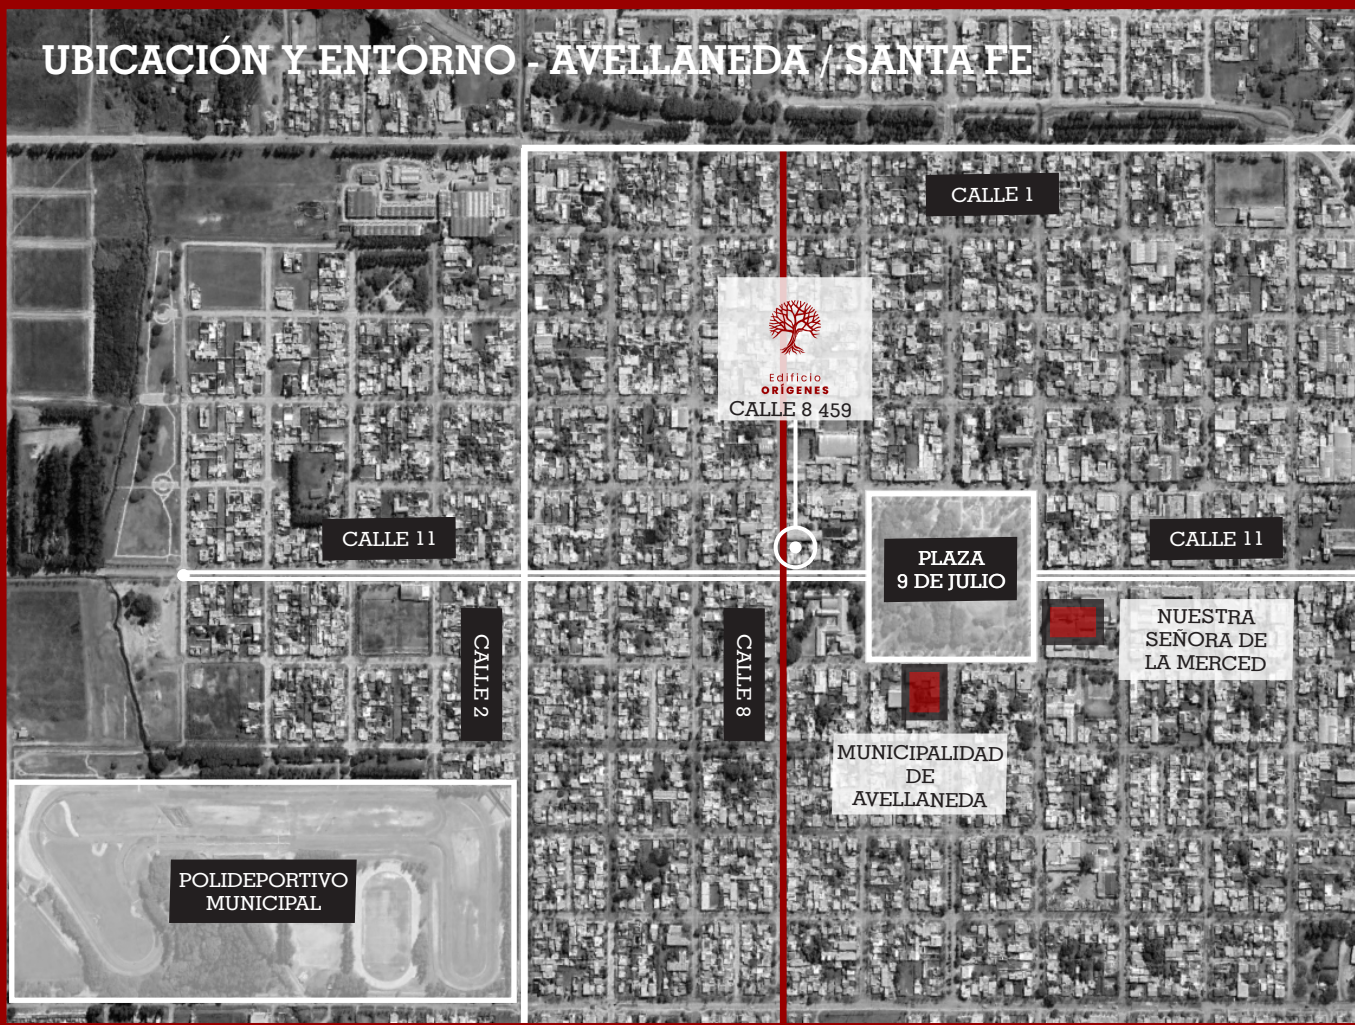 UBICACIÓN Y ENTORNO - AVELLANEDA / SANTA FE
CALLE 1
Edificio
ORÍGENES
CALLE 8 459
CALLE 11
PLAZA
9 DE JULIO
CALLE 11
CALLE 2
CALLE 8
NUESTRA
SEÑORA DE
LA MERCED
MUNICIPALIDAD
DE
AVELLANEDA
POLIDEPORTIVO
MUNICIPAL